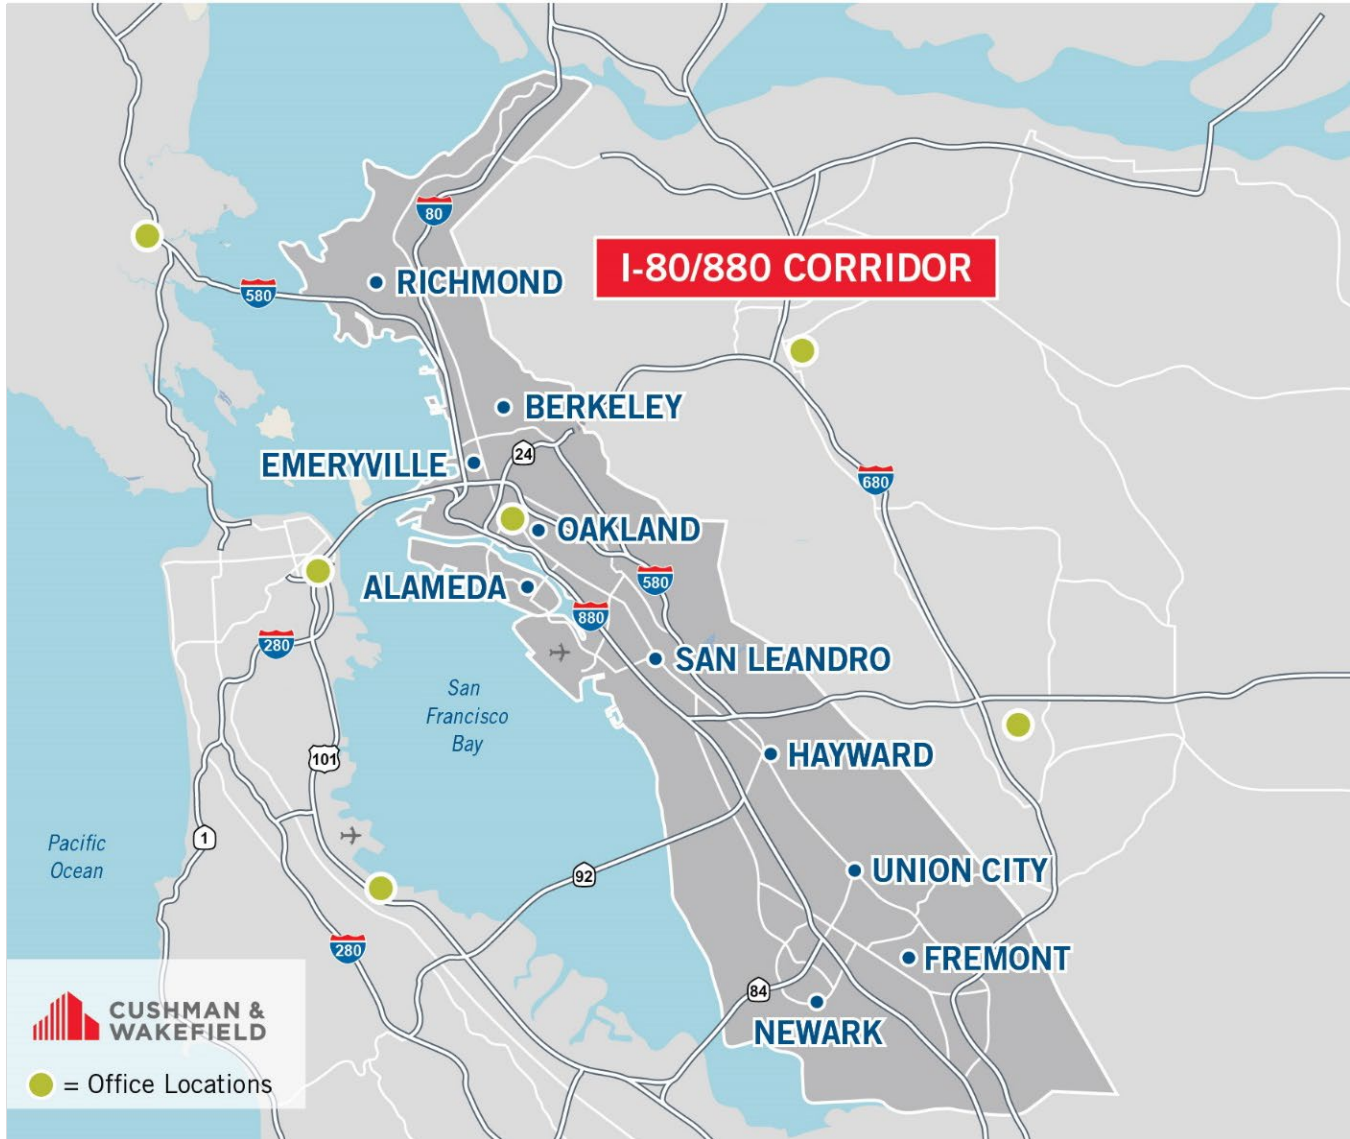 80
I-80/880 CORRIDOR
RICHMOND
580
BERKELEY
24
EMERYVILLE
680
OAKLAND
580
ALAMEDA
880
280
SAN LEANDRO
San
Francisco
Bay
101
HAYWARD
1
Pacific
Ocean
92
UNION CITY
280
FREMONT
84
NEWARK
CUSHMAN &
WAKEFIELD
= Office Locations